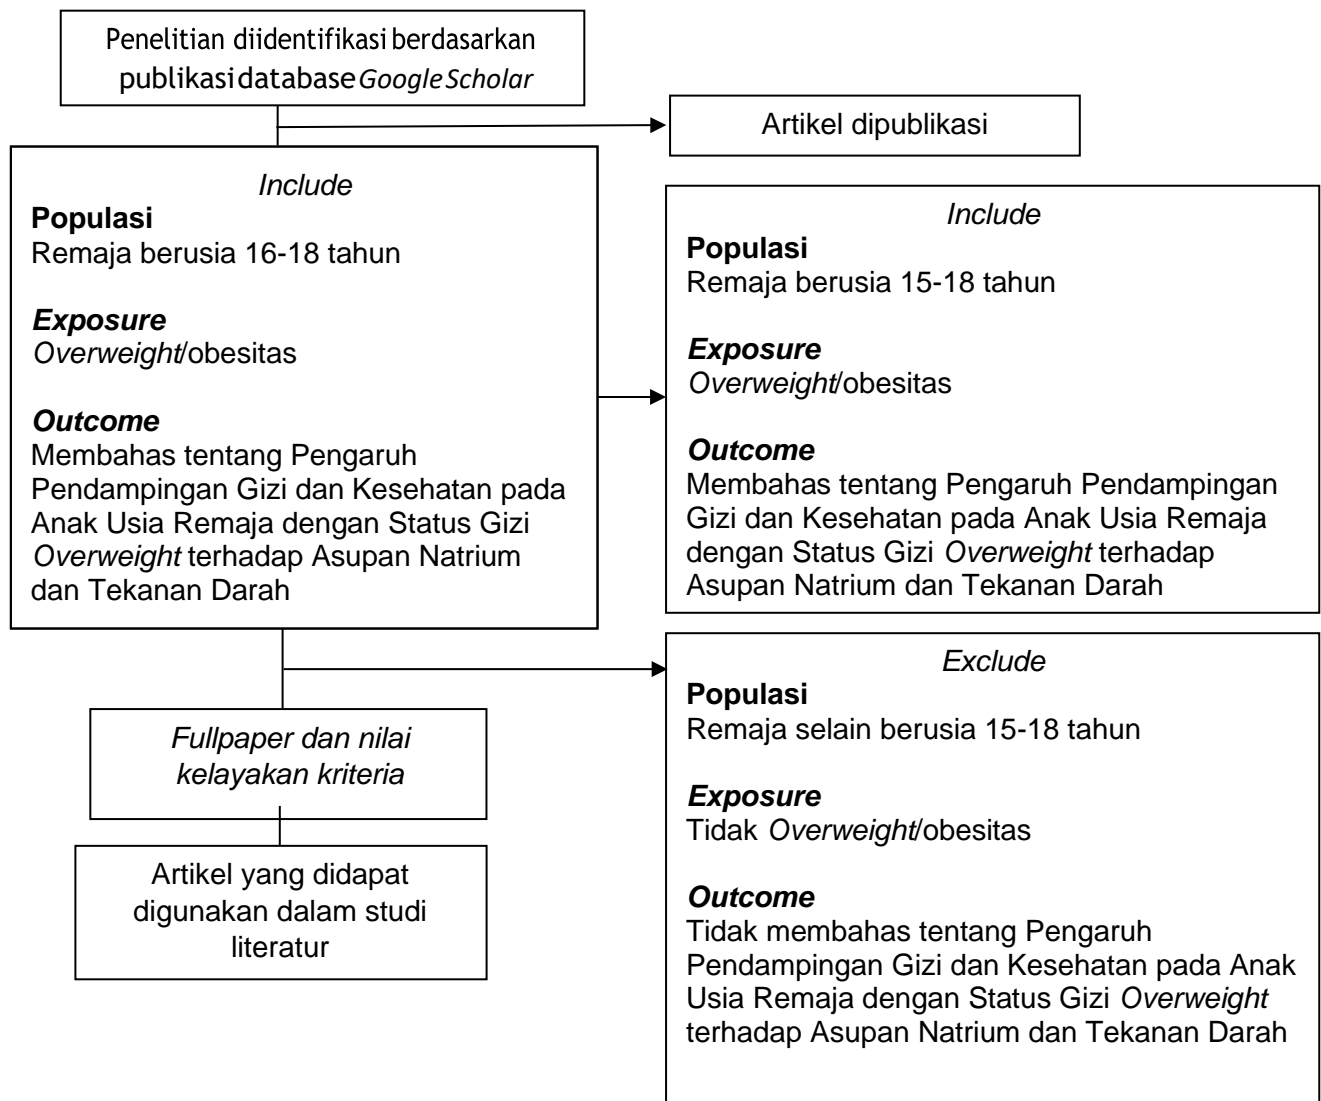 Penelitian diidentifikasi berdasarkan
publikasi database Google Scholar
Artikel dipublikasi
Include
Populasi
Remaja berusia 16-18 tahun
Exposure
Overweight/obesitas
Outcome
Membahas tentang Pengaruh
Pendampingan Gizi dan Kesehatan pada
Anak Usia Remaja dengan Status Gizi
Overweight terhadap Asupan Natrium
dan Tekanan Darah
Include
Populasi
Remaja berusia 15-18 tahun
Exposure
Overweight/obesitas
Outcome
Membahas tentang Pengaruh Pendampingan
Gizi dan Kesehatan pada Anak Usia Remaja
dengan Status Gizi Overweight terhadap
Asupan Natrium dan Tekanan Darah
Exclude
Populasi
Remaja selain berusia 15-18 tahun
Exposure
Tidak Overweight/obesitas
Outcome
Tidak membahas tentang Pengaruh
Pendampingan Gizi dan Kesehatan pada Anak
Usia Remaja dengan Status Gizi Overweight
terhadap Asupan Natrium dan Tekanan Darah
Fullpaper dan nilai
kelayakan kriteria
Artikel yang didapat
digunakan dalam studi
literatur